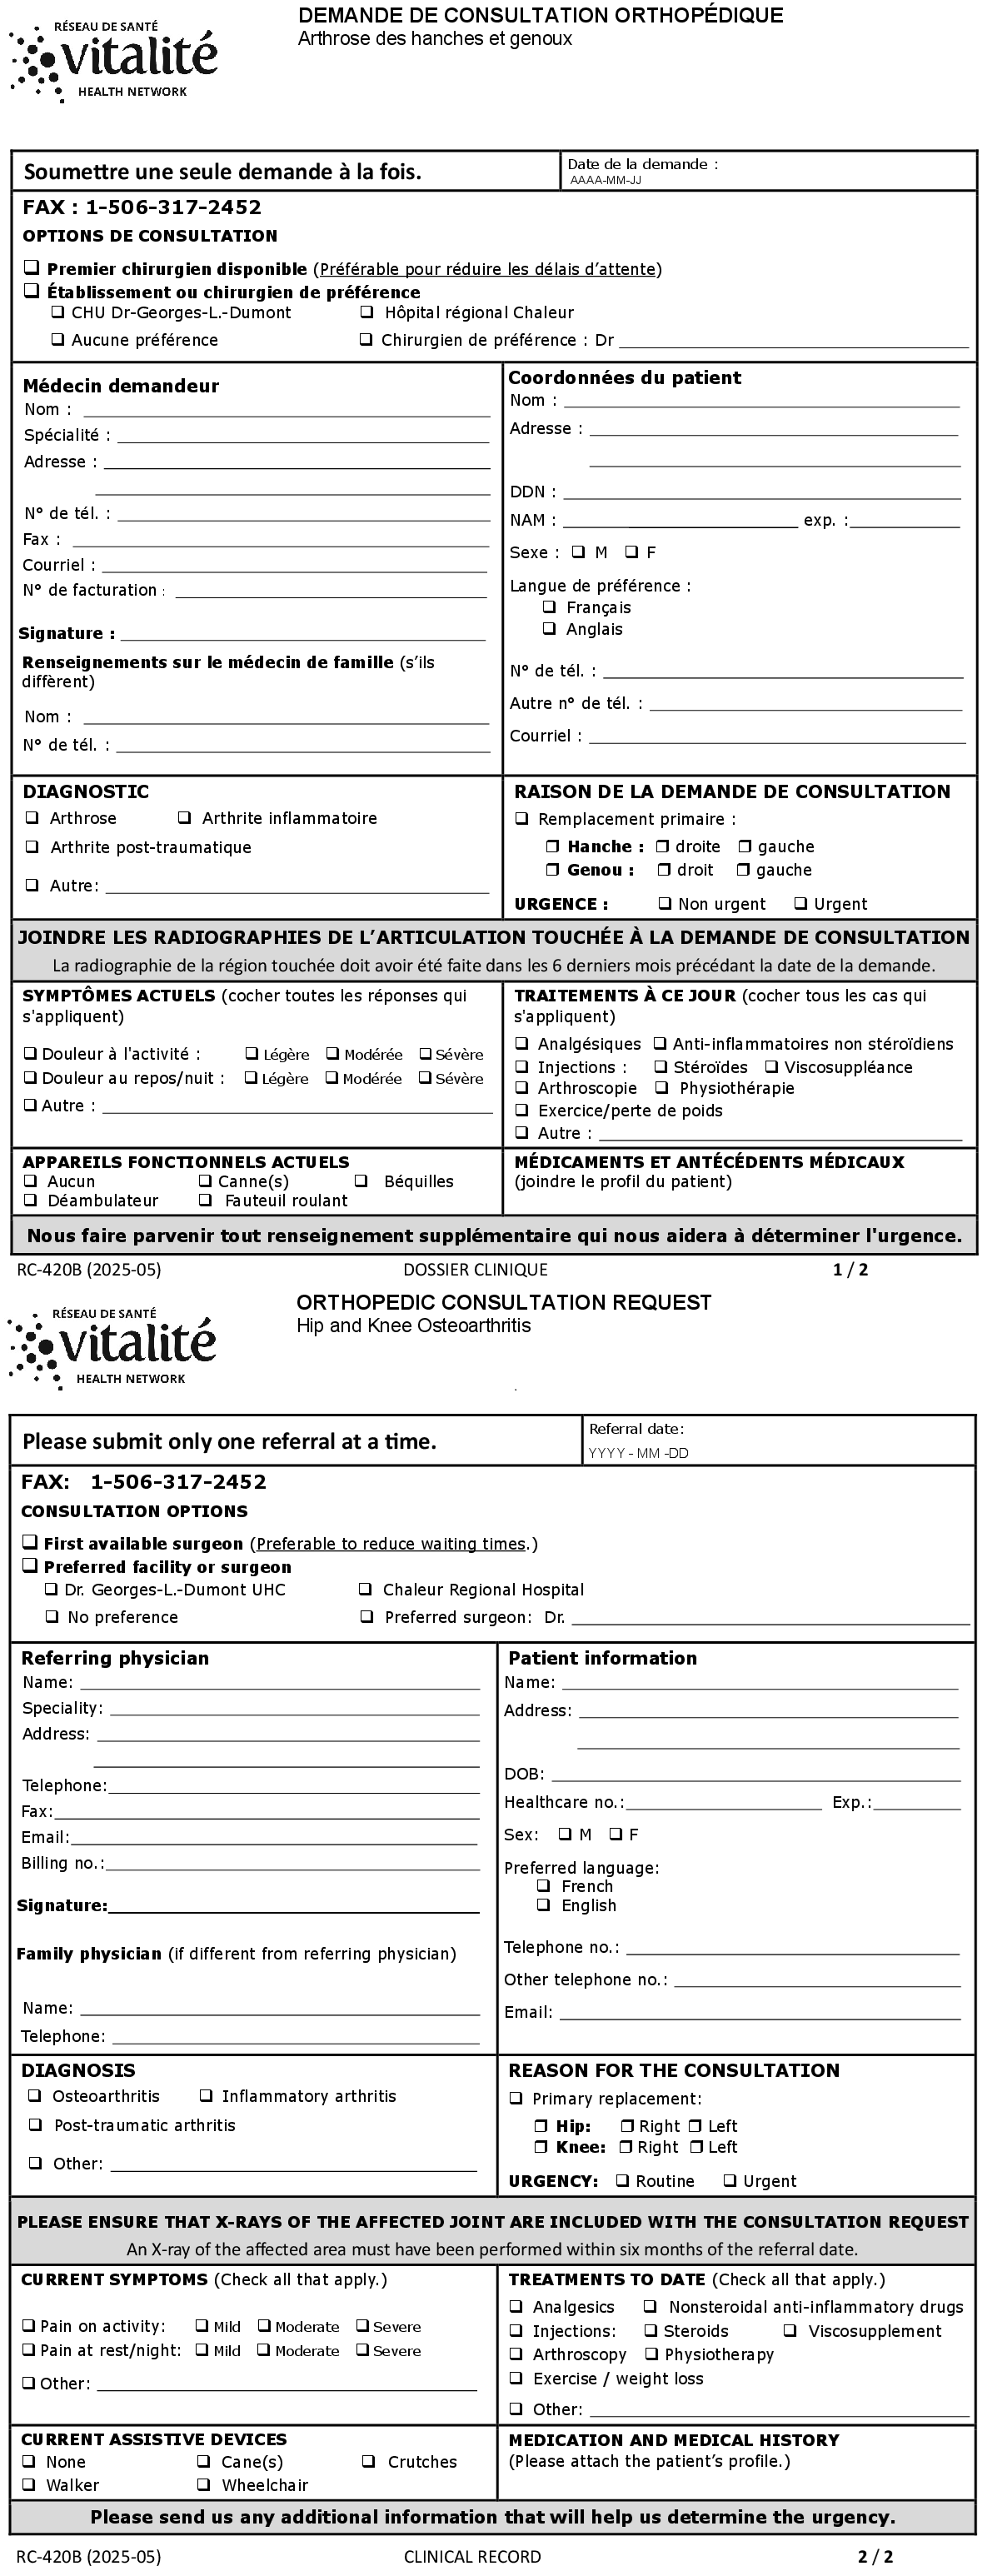 RÉSEAU DE SANTÉ
vitalité
HEALTH NETWORK
DEMANDE DE CONSULTATION ORTHOPÉDIQUE
Arthrose des hanches et genoux
Soumettre une seule demande à la fois.
Date de la demande :
AAAA-MM-JJ
FAX : 1-506-317-2452
OPTIONS DE CONSULTATION
❏ Premier chirurgien disponible (Préférable pour réduire les délais d’attente)
❏ Établissement ou chirurgien de préférence
❏ CHU Dr-Georges-L.-Dumont ❏ Hôpital régional Chaleur
❏ Aucune préférence ❏ Chirurgien de préférence : Dr
Médecin demandeur
Nom :
Spécialité :
Adresse :
N° de tél. :
Fax :
Courriel :
N° de facturation :
Signature :
Renseignements sur le médecin de famille (s’ils
diffèrent)
Nom :
N° de tél. :
Coordonnées du patient
Nom :
Adresse :
DDN :
NAM : exp. :
Sexe : ❏ M ❏ F
Langue de préférence :
❏ Français
❏ Anglais
N° de tél. :
Autre n° de tél. :
Courriel :
DIAGNOSTIC
❏ Arthrose ❏ Arthrite inflammatoire
❏ Arthrite post-traumatique
❏ Autre:
RAISON DE LA DEMANDE DE CONSULTATION
❏ Remplacement primaire :
❐ Hanche : ❐ droite ❐ gauche
❐ Genou : ❐ droit ❐ gauche
URGENCE : ❏ Non urgent ❏ Urgent
JOINDRE LES RADIOGRAPHIES DE L’ARTICULATION TOUCHÉE À LA DEMANDE DE CONSULTATION
La radiographie de la région touchée doit avoir été faite dans les 6 derniers mois précédant la date de la demande.
SYMPTÔMES ACTUELS (cocher toutes les réponses qui
s'appliquent)
❏ Douleur à l'activité : ❏ Légère ❏ Modérée ❏ Sévère
❏ Douleur au repos/nuit : ❏ Légère ❏ Modérée ❏ Sévère
❏ Autre :
TRAITEMENTS À CE JOUR (cocher tous les cas qui
s'appliquent)
❏ Analgésiques ❏ Anti-inflammatoires non stéroïdiens
❏ Injections : ❏ Stéroïdes ❏ Viscosuppléance
❏ Arthroscopie ❏ Physiothérapie
❏ Exercice/perte de poids
❏ Autre :
APPAREILS FONCTIONNELS ACTUELS
❏ Aucun ❏ Canne(s) ❏ Béquilles
❏ Déambulateur ❏ Fauteuil roulant
MÉDICAMENTS ET ANTÉCÉDENTS MÉDICAUX
(joindre le profil du patient)
Nous faire parvenir tout renseignement supplémentaire qui nous aidera à déterminer l'urgence.
RC-420B (2025-05) DOSSIER CLINIQUE 1 / 2
RÉSEAU DE SANTÉ
vitalité
HEALTH NETWORK
ORTHOPEDIC CONSULTATION REQUEST
Hip and Knee Osteoarthritis
Please submit only one referral at a time.
Referral date:
YYYY - MM -DD
FAX: 1-506-317-2452
CONSULTATION OPTIONS
❏ First available surgeon (Preferable to reduce waiting times.)
❏ Preferred facility or surgeon
❏ Dr. Georges-L.-Dumont UHC ❏ Chaleur Regional Hospital
❏ No preference ❏ Preferred surgeon: Dr.
Referring physician
Name:
Speciality:
Address:
Telephone:
Fax:
Email:
Billing no.:
Signature:
Family physician (if different from referring physician)
Name:
Telephone:
Patient information
Name:
Address:
DOB:
Healthcare no.: Exp.:
Sex: ❏ M ❏ F
Preferred language:
❏ French
❏ English
Telephone no.:
Other telephone no.:
Email:
DIAGNOSIS
❏ Osteoarthritis ❏ Inflammatory arthritis
❏ Post-traumatic arthritis
❏ Other:
REASON FOR THE CONSULTATION
❏ Primary replacement:
❐ Hip: ❐ Right ❐ Left
❐ Knee: ❐ Right ❐ Left
URGENCY: ❏ Routine ❏ Urgent
PLEASE ENSURE THAT X-RAYS OF THE AFFECTED JOINT ARE INCLUDED WITH THE CONSULTATION REQUEST
An X-ray of the affected area must have been performed within six months of the referral date.
CURRENT SYMPTOMS (Check all that apply.)
❏ Pain on activity: ❏ Mild ❏ Moderate ❏ Severe
❏ Pain at rest/night: ❏ Mild ❏ Moderate ❏ Severe
❏ Other:
TREATMENTS TO DATE (Check all that apply.)
❏ Analgesics ❏ Nonsteroidal anti-inflammatory drugs
❏ Injections: ❏ Steroids ❏ Viscosupplement
❏ Arthroscopy ❏ Physiotherapy
❏ Exercise / weight loss
❏ Other:
CURRENT ASSISTIVE DEVICES
❏ None ❏ Cane(s) ❏ Crutches
❏ Walker ❏ Wheelchair
MEDICATION AND MEDICAL HISTORY
(Please attach the patient’s profile.)
Please send us any additional information that will help us determine the urgency.
RC-420B (2025-05) CLINICAL RECORD 2 / 2